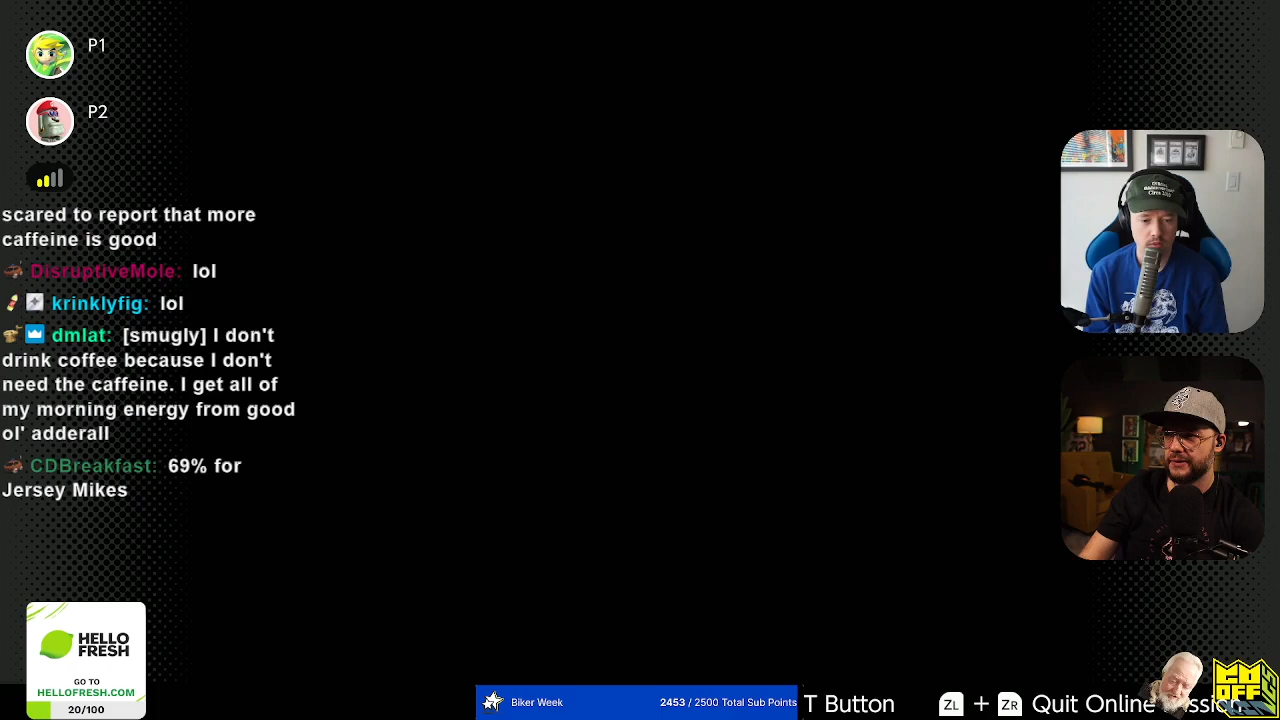 P1
P2
scared to report that more
caffeine is good
DisruptiveMole: lol
krinklyfig: lol
dmlat: [smugly] I don't
drink coffee because I don't
need the caffeine. I get all of
my morning energy from good
ol' adderall
CDBreakfast: 69% for
Jersey Mikes
HELLO
FRESH
GO TO
HELLOFRESH.COM
20/100
Biker Week
2453 / 2500 Total Sub Points
T Button
ZL + ZR Quit Online
OFF